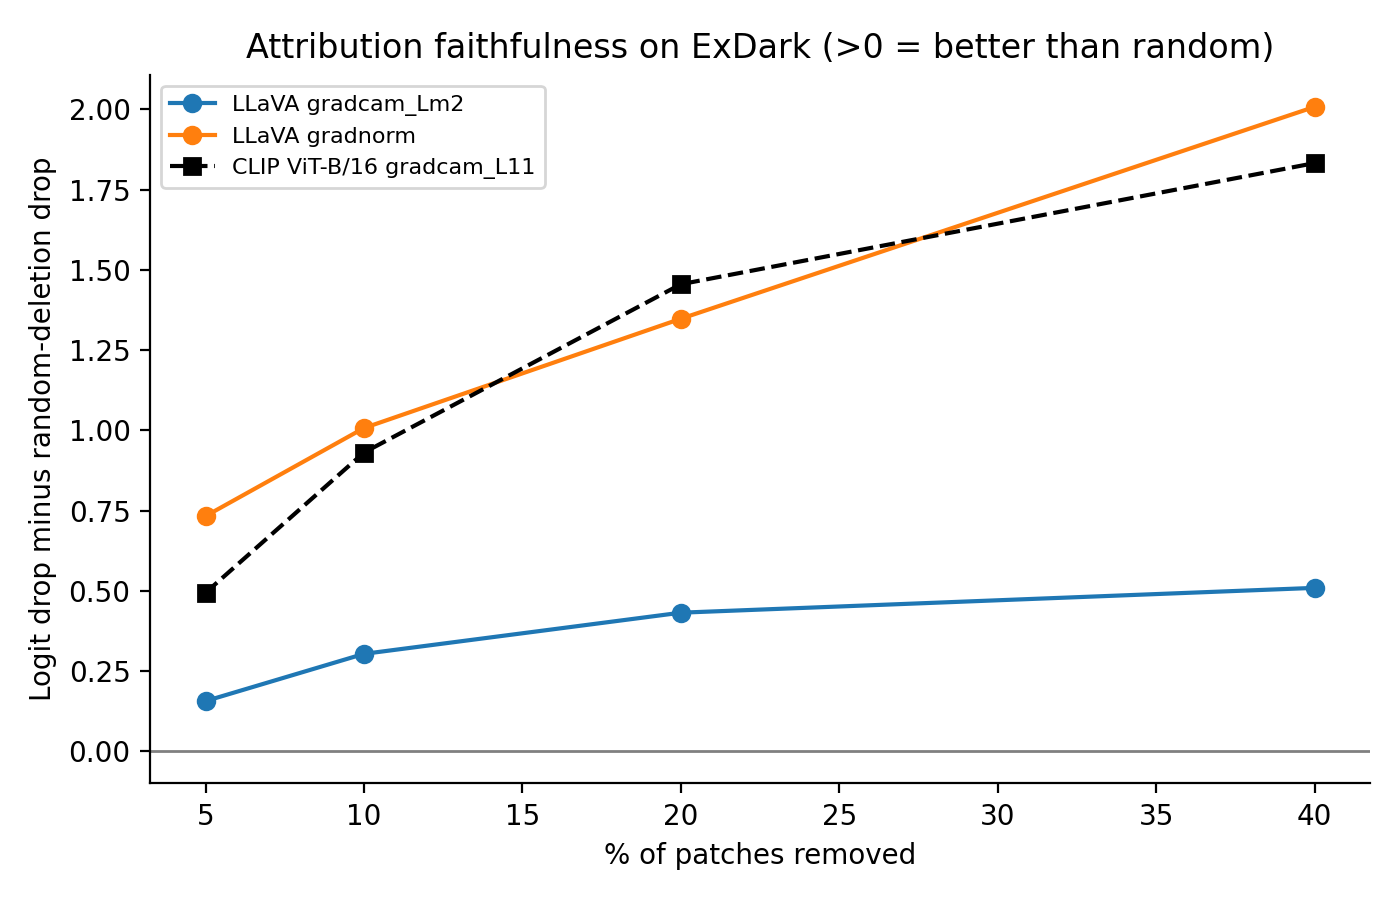 Attribution faithfulness on ExDark (>0 = better than random)
LLaVA gradcam_Lm2
LLaVA gradnorm
CLIP ViT-B/16 gradcam_L11
Logit drop minus random-deletion drop
2.00
1.75
1.50
1.25
1.00
0.75
0.50
0.25
0.00
5 10 15 20 25 30 35 40
% of patches removed